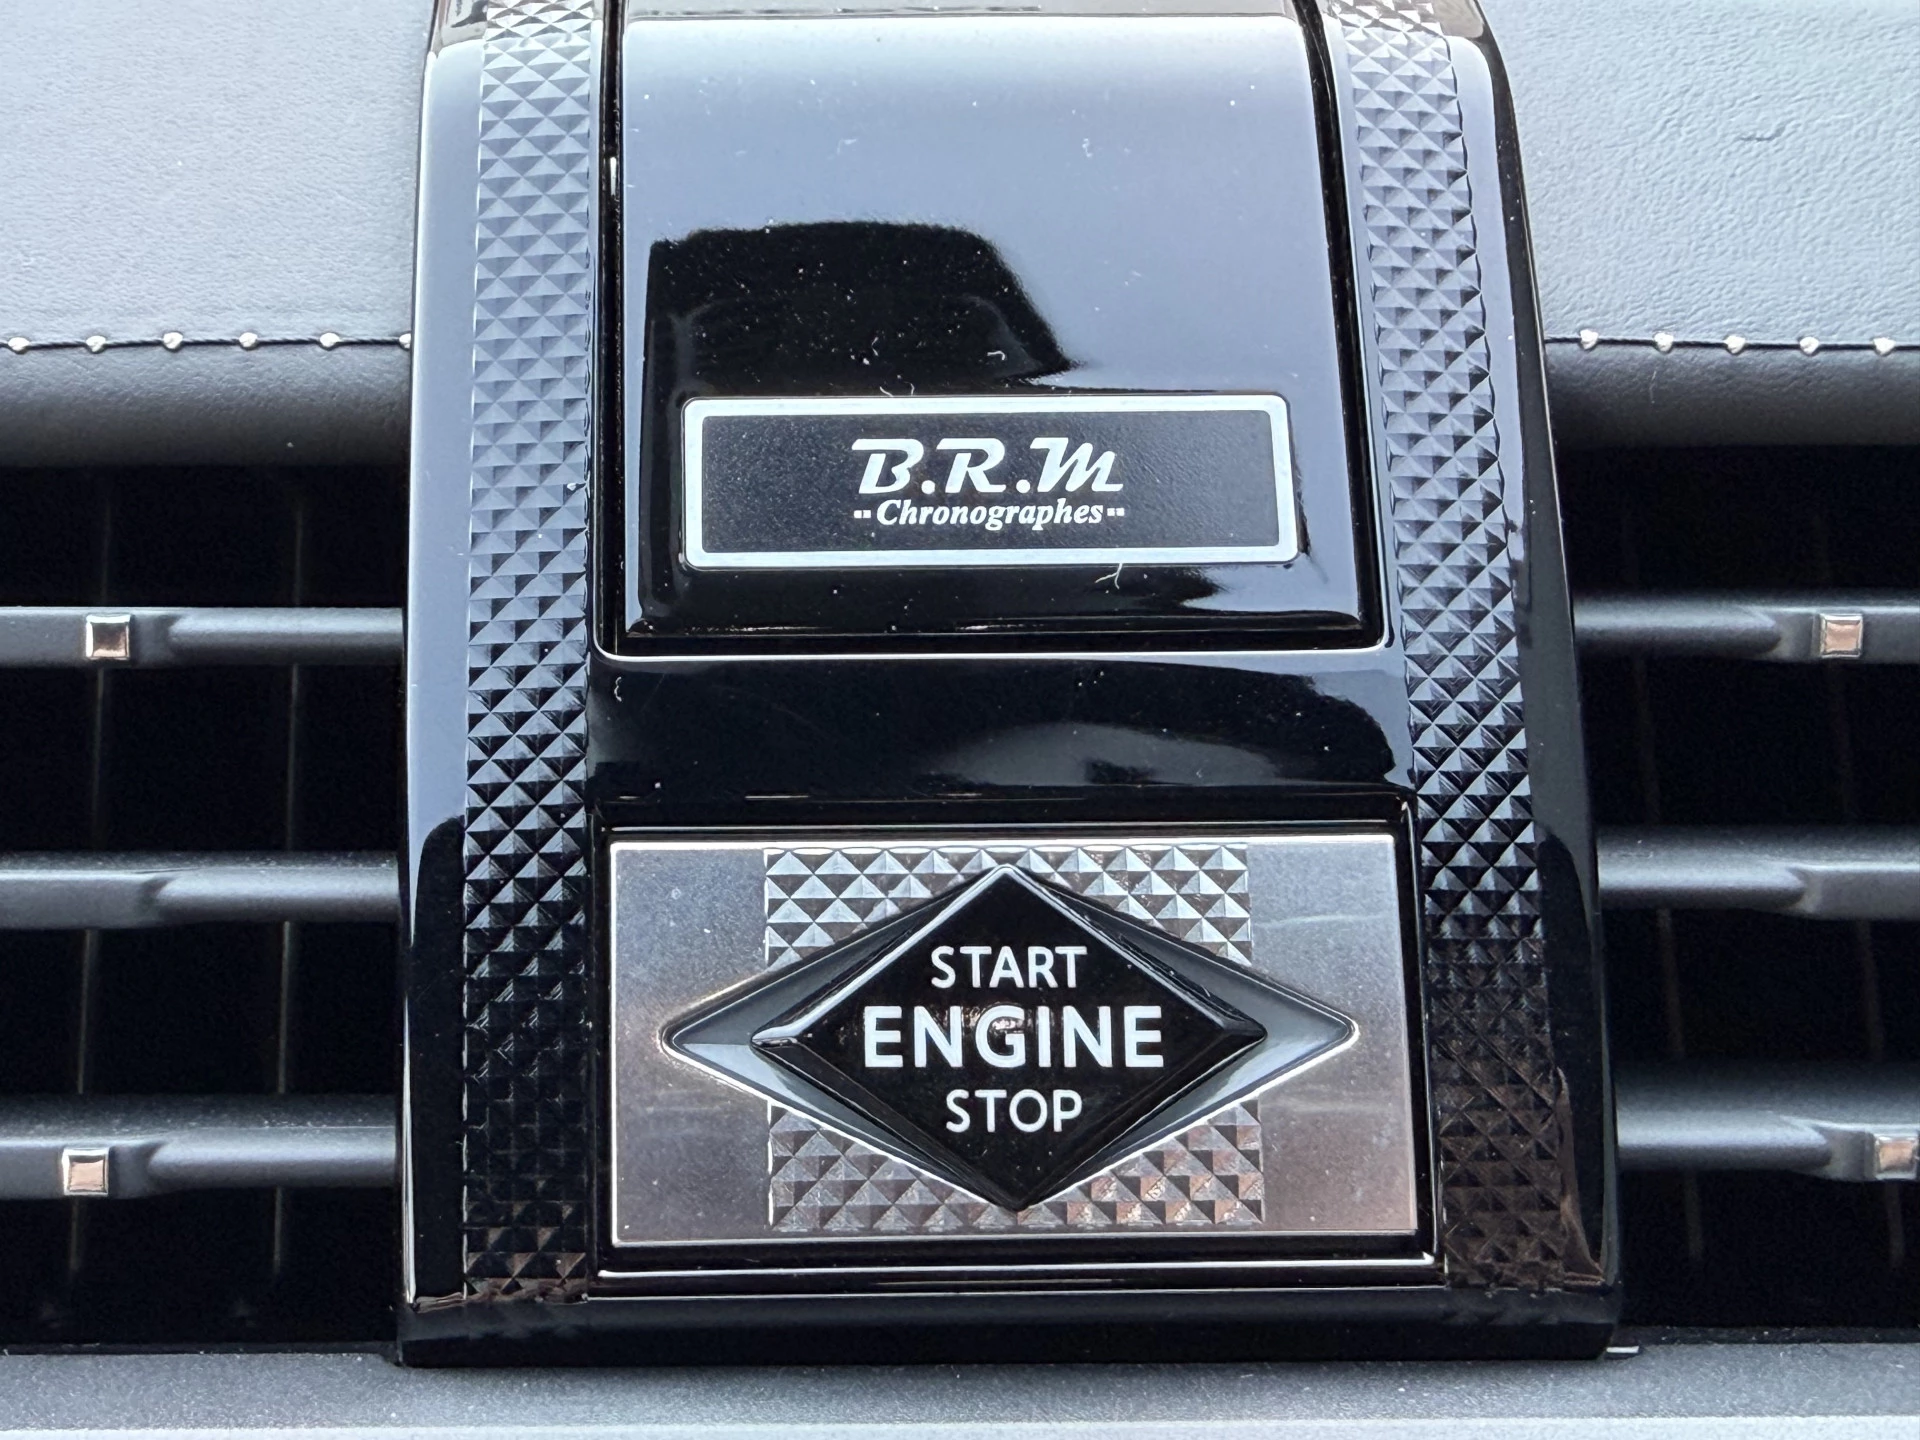 B.R.M
Chronographes
START
ENGINE
STOP